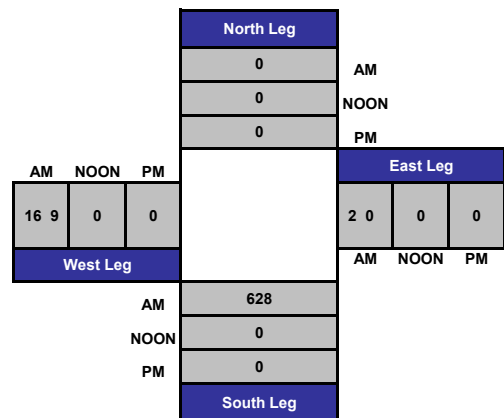 North Leg
0
AM
0
NOON
0
PM
AM NOON PM
East Leg
16 9 0 0
2 0 0 0
West Leg
AM NOON PM
AM
628
NOON
0
PM
0
South Leg